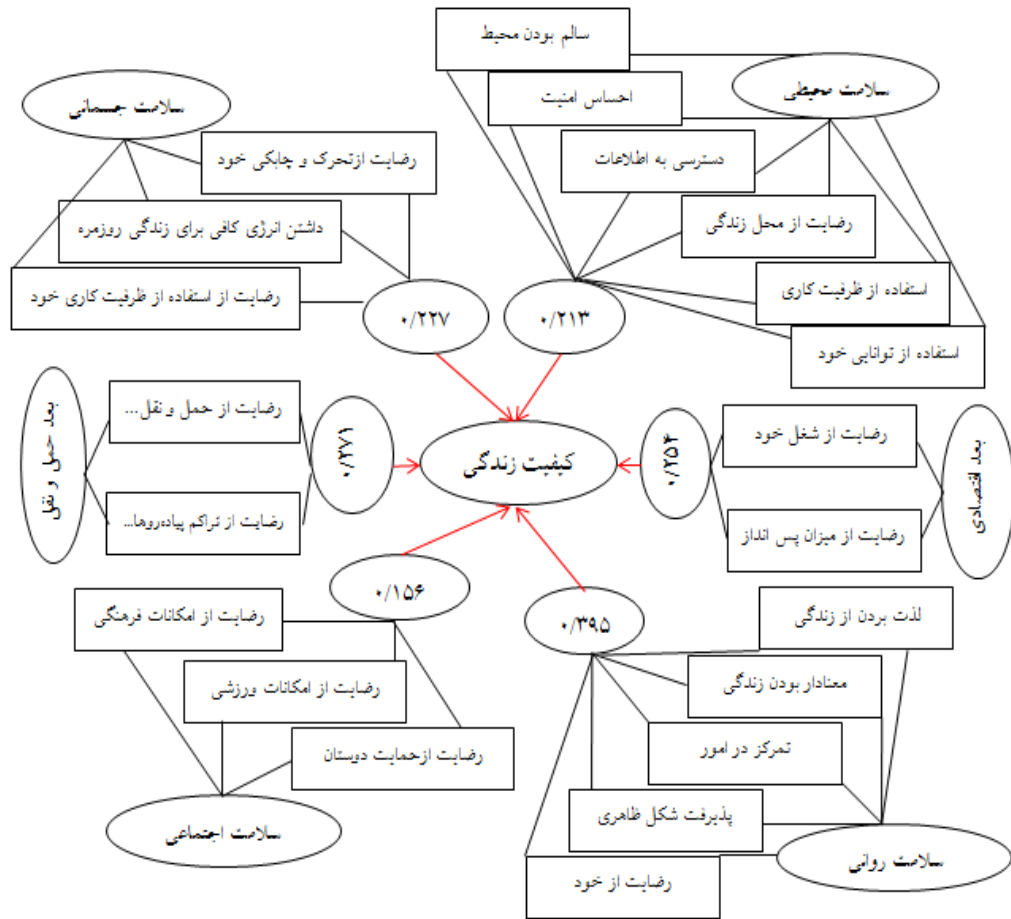 سالم بودن محیط
سلامت محیطی
احساس امنیت
سلامت جسمانی
دسترسی به اطلاعات
رضایت ازتحرک و چابکی خود
رضایت از محل زندگی
داشتن انرژی کافی برای زندگی روزمره
استفاده از ظرفیت کاری
رضایت از استفاده از ظرفیت کاری خود
۰/۲۱۳
۰/۲۲۷
استفاده از توانایی خود
رضایت از شغل خود
رضایت از حمل و نقل...
بعد اقتصادی
۰/۲۵۴
کیفیت زندگی
۰/۲۷۱
بعد حمل و نقل
رضایت از میزان پس انداز
رضایت از تراکم پیاده‌روها...
۰/۱۵۶
۰/۳۹۵
لذت بردن از زندگی
رضایت از امکانات فرهنگی
معنادار بودن زندگی
رضایت از امکانات ورزشی
تمرکز در امور
رضایت ازحمایت دوستان
پذیرفت شکل ظاهری
سلامت اجتماعی
سلامت روانی
رضایت از خود